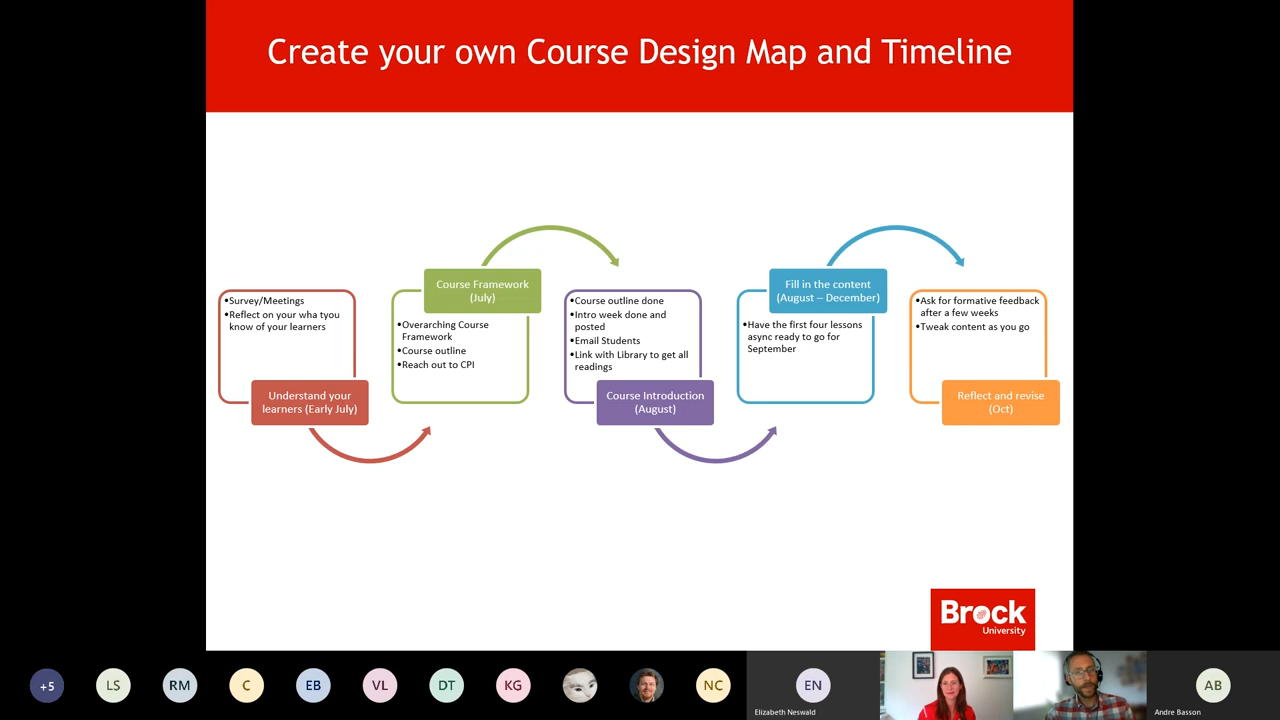 Create your own Course Design Map and Timeline
•Survey/Meetings
•Reflect on your wha tyou
know of your learners
Understand your
learners (Early July)
Course Framework
(July)
•Overarching Course
Framework
•Course outline
•Reach out to CPI
•Course outline done
•Intro week done and
posted
•Email Students
•Link with Library to get all
readings
Course Introduction
(August)
Fill in the content
(August – December)
•Have the first four lessons
async ready to go for
September
•Ask for formative feedback
after a few weeks
•Tweak content as you go
Reflect and revise
(Oct)
Brock
University
+5
LS
RM
C
EB
VL
DT
KG
NC
EN
Elizabeth Neswald
AB
Andre Basson